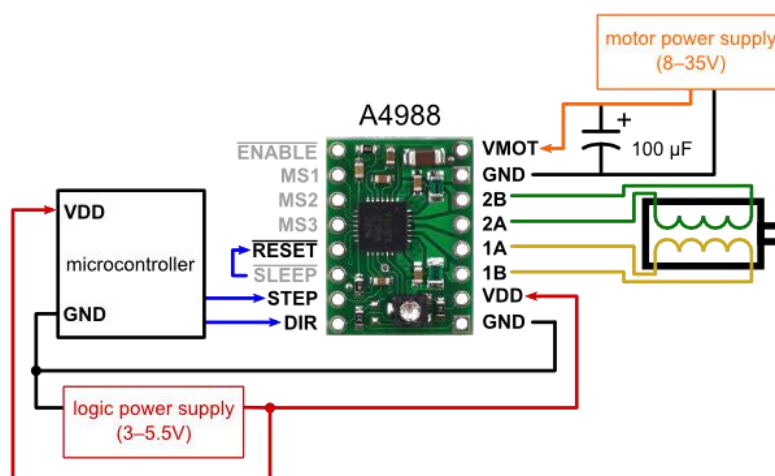 motor power supply
(8–35V)
A4988
ENABLE
VMOT
+
100 µF
MS1
GND
MS2
2B
MS3
2A
RESET
1A
SLEEP
1B
STEP
VDD
DIR
GND
VDD
microcontroller
GND
logic power supply
(3–5.5V)